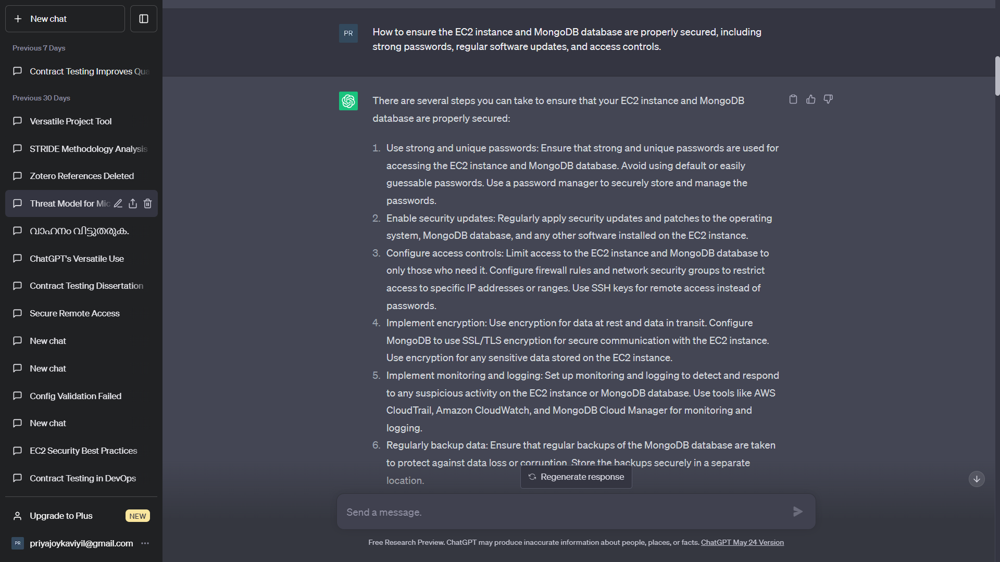 New chat
Previous 7 Days
Contract Testing Improves Qua
Previous 30 Days
Versatile Project Tool
STRIDE Methodology Analysis
Zotero References Deleted
Threat Model for Mic
വാഹനം വിട്ടുതരുക.
ChatGPT's Versatile Use
Contract Testing Dissertation
Secure Remote Access
New chat
New chat
Config Validation Failed
New chat
EC2 Security Best Practices
Contract Testing in DevOps
Upgrade to Plus NEW
PR priyajoykaviyil@gmail.com
PR
How to ensure the EC2 instance and MongoDB database are properly secured, including
strong passwords, regular software updates, and access controls.
There are several steps you can take to ensure that your EC2 instance and MongoDB
database are properly secured:
1. Use strong and unique passwords: Ensure that strong and unique passwords are used for
accessing the EC2 instance and MongoDB database. Avoid using default or easily
guessable passwords. Use a password manager to securely store and manage the
passwords.
2. Enable security updates: Regularly apply security updates and patches to the operating
system, MongoDB database, and any other software installed on the EC2 instance.
3. Configure access controls: Limit access to the EC2 instance and MongoDB database to
only those who need it. Configure firewall rules and network security groups to restrict
access to specific IP addresses or ranges. Use SSH keys for remote access instead of
passwords.
4. Implement encryption: Use encryption for data at rest and data in transit. Configure
MongoDB to use SSL/TLS encryption for secure communication with the EC2 instance.
Use encryption for any sensitive data stored on the EC2 instance.
5. Implement monitoring and logging: Set up monitoring and logging to detect and respond
to any suspicious activity on the EC2 instance or MongoDB database. Use tools like AWS
CloudTrail, Amazon CloudWatch, and MongoDB Cloud Manager for monitoring and
logging.
6. Regularly backup data: Ensure that regular backups of the MongoDB database are taken
to protect against data loss or corruption. Store the backups securely in a separate
location.
Regenerate response
Send a message.
Free Research Preview. ChatGPT may produce inaccurate information about people, places, or facts. ChatGPT May 24 Version